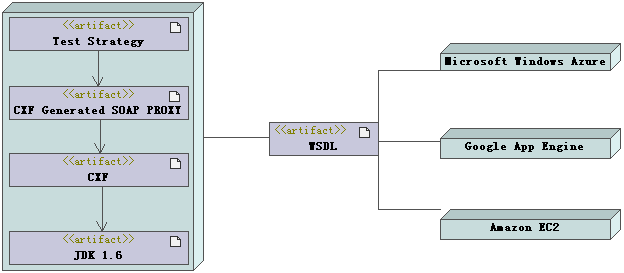 <<artifact>>
Test Strategy
<<artifact>>
CXF Generated SOAP PROXY
<<artifact>>
CXF
<<artifact>>
JDK 1.6
<<artifact>>
WSDL
Microsoft Windows Azure
Google App Engine
Amazon EC2